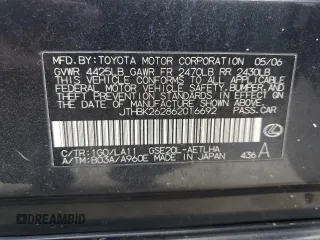 MFD.BY:TOYOTA MOTOR CORPORATION 05/06
GVWR 4425LB GAWR FR 2470LB RR 2430LB
THIS VEHICLE CONFORMS TO ALL APPLICABLE
FEDERAL MOTOR VEHICLE SAFETY, BUMPER, AND
THEFT PREVENTION STANDARDS IN EFFECT ON
THE DATE OF MANUFACTURE SHOWN ABOVE.
JTHBK262862016692 PASS.CAR
C/TR:1G0/LA11 GSE20L-AETLHA
A/TM:B03A/A960E MADE IN JAPAN 436 A